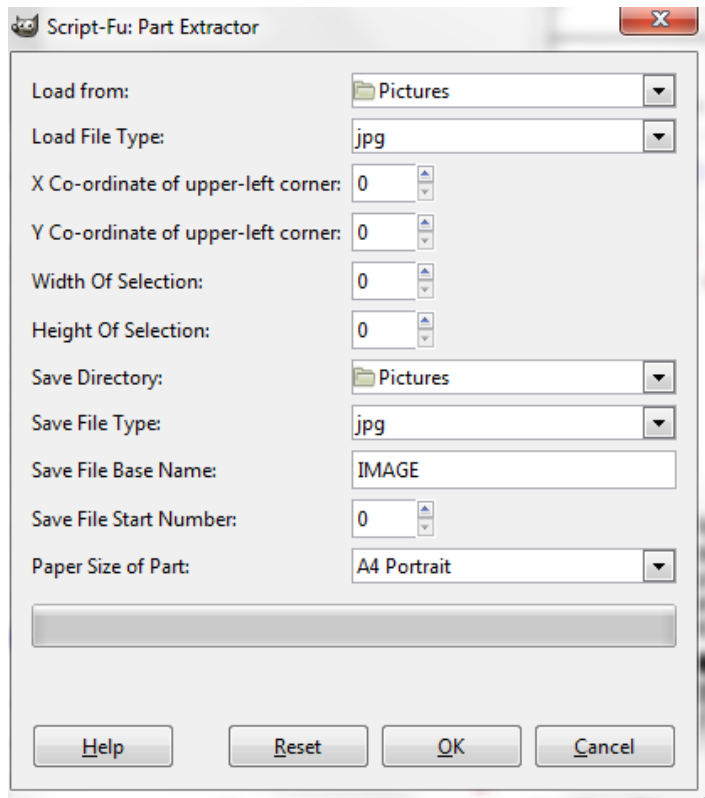 Script-Fu: Part Extractor
Load from: Pictures
Load File Type: jpg
X Co-ordinate of upper-left corner: 0
Y Co-ordinate of upper-left corner: 0
Width Of Selection: 0
Height Of Selection: 0
Save Directory: Pictures
Save File Type: jpg
Save File Base Name: IMAGE
Save File Start Number: 0
Paper Size of Part: A4 Portrait
Help Reset OK Cancel